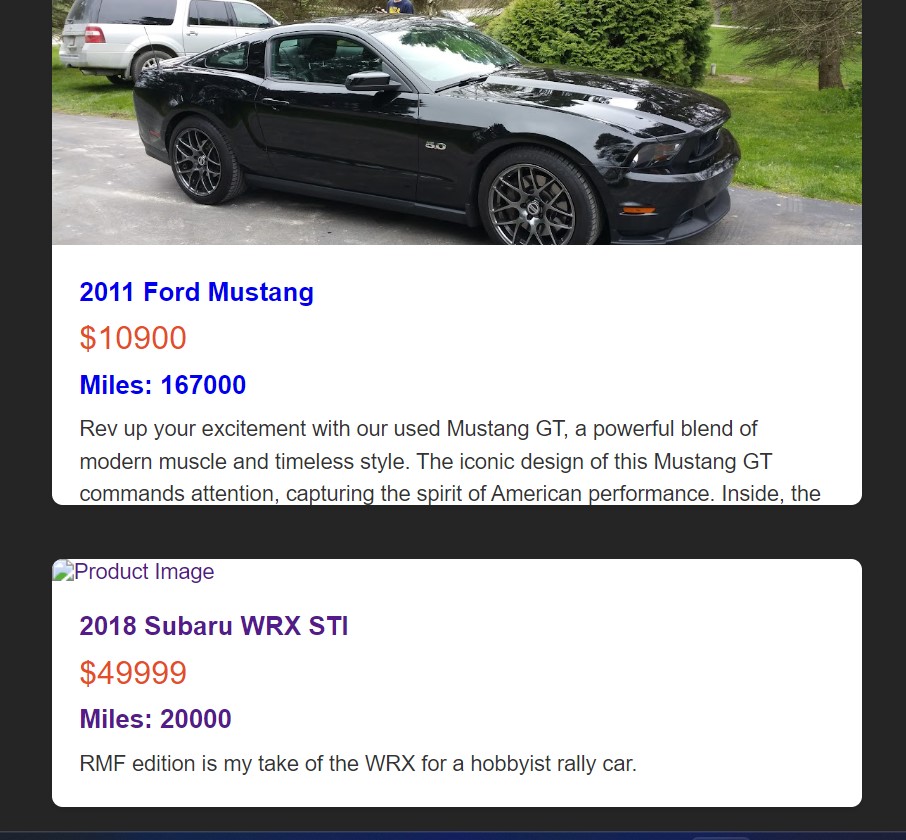 5.0
2011 Ford Mustang
$10900
Miles: 167000
Rev up your excitement with our used Mustang GT, a powerful blend of
modern muscle and timeless style. The iconic design of this Mustang GT
commands attention, capturing the spirit of American performance. Inside, the
Product Image
2018 Subaru WRX STI
$49999
Miles: 20000
RMF edition is my take of the WRX for a hobbyist rally car.